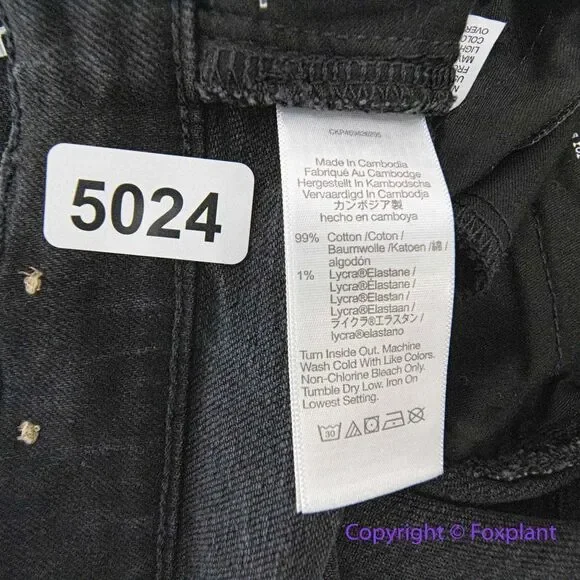 5024
CKP469426295
Made In Cambodia
Fabriqué Au Cambodge
Hergestellt In Kambodscha
Vervaardigd In Cambodja
カンボジア製
hecho en camboya
99% Cotton /Coton /
Baumwolle /Katoen /綿 /
algodón
1% Lycra®Elastane /
Lycra®Élasthanne /
Lycra®Elastan /
Lycra®Elastaan /
ライクラ®エラスタン /
lycra®elastano
Turn Inside Out. Machine
Wash Cold With Like Colors.
Non-Chlorine Bleach Only.
Tumble Dry Low. Iron On
Lowest Setting.
30
Copyright © Foxplant